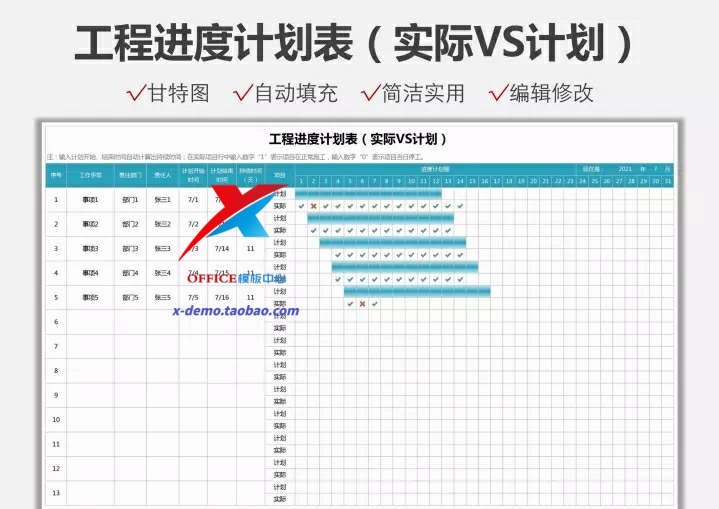 工程进度计划表（实际VS计划）
√甘特图 √自动填充 √简洁实用 √编辑修改
工程进度计划表（实际VS计划）
注：输入计划开始、结束时间自动计算出持续时间；在实际项目行中输入数字“1”表示项目在正常施工，输入数字“0”表示项目当日停工。
序号 工作事项 责任部门 责任人 计划开始时间 计划结束时间 持续时间（天） 项目 进度计划图 2021 年 7 月
1 2 3 4 5 6 7 8 9 10 11 12 13 14 15 16 17 18 19 20 21 22 23 24 25 26 27 28 29 30 31
1 事项1 部门1 张三1 7/1 计划
实际
2 事项2 部门2 张三2 7/2 计划
实际
3 事项3 部门3 张三3 7/3 7/14 11 计划
实际
4 事项4 部门4 张三4 7/4 7/15 11 计划
实际
OFFICE模版中心
5 事项5 部门5 张三5 7/5 7/16 11 计划
实际
x-demo.taobao.com
6 计划
实际
7 计划
实际
8 计划
实际
9 计划
实际
10 计划
实际
11 计划
实际
12 计划
实际
13 计划
实际